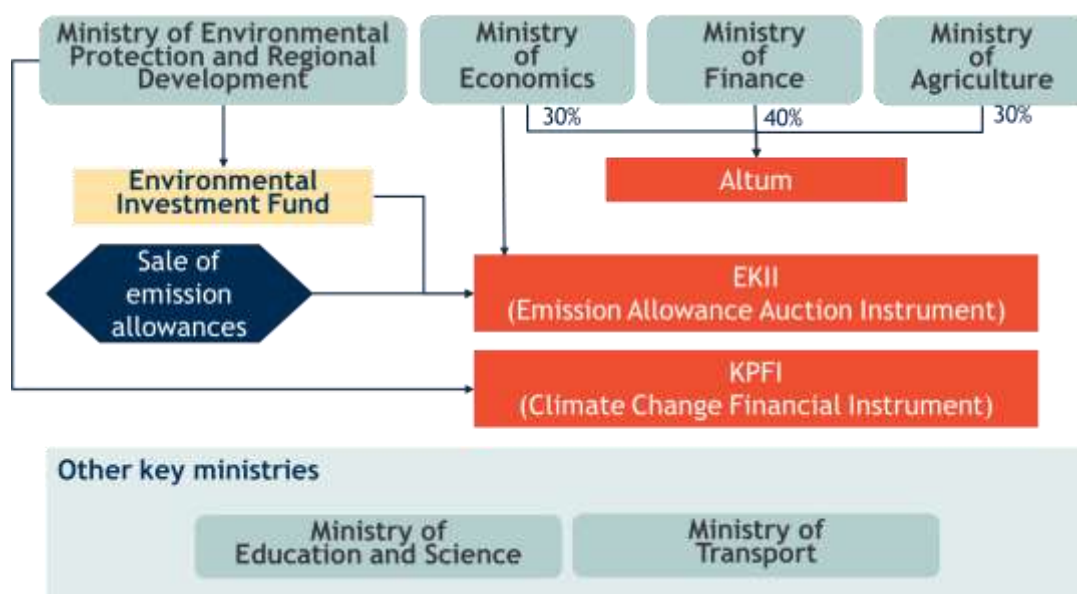 Ministry of Environmental
Protection and Regional
Development
Ministry
of
Economics
Ministry
of
Finance
Ministry
of
Agriculture
30%
40%
30%
Environmental
Investment Fund
Altum
Sale of
emission
allowances
EKII
(Emission Allowance Auction Instrument)
KPFI
(Climate Change Financial Instrument)
Other key ministries
Ministry of
Education and Science
Ministry of
Transport